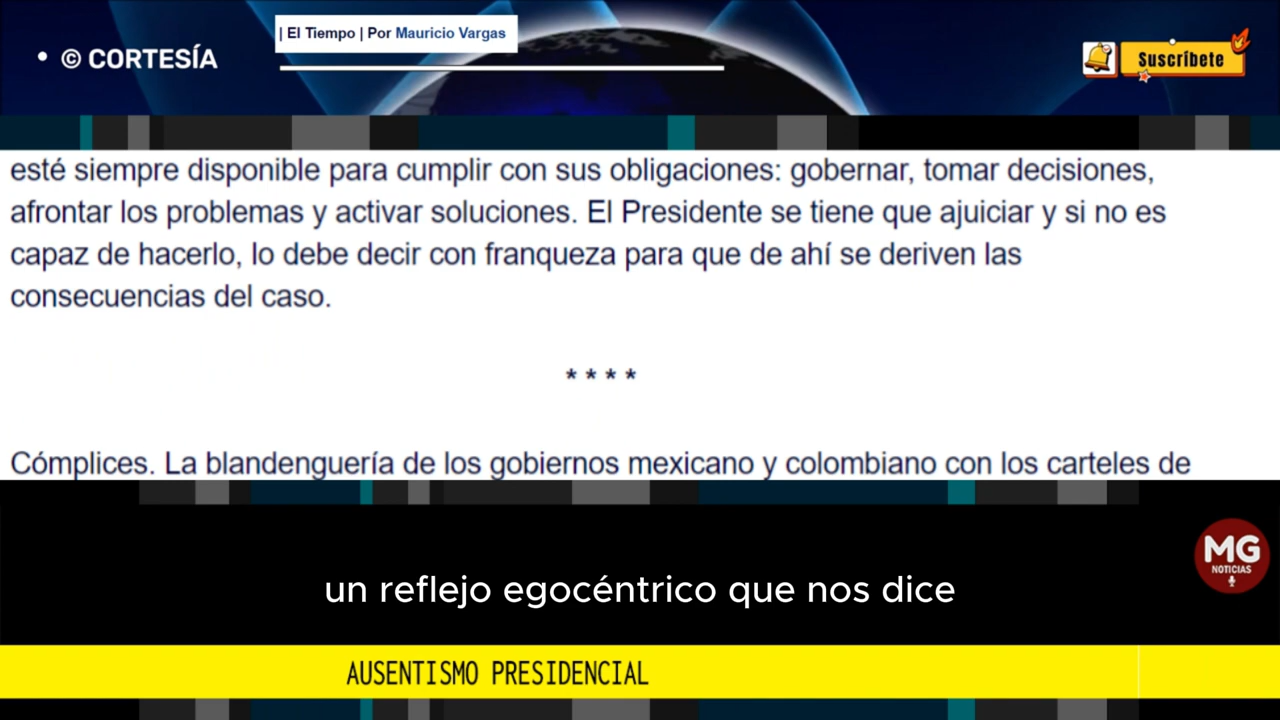 • © CORTESÍA
| El Tiempo | Por Mauricio Vargas
Suscríbete
esté siempre disponible para cumplir con sus obligaciones: gobernar, tomar decisiones,
afrontar los problemas y activar soluciones. El Presidente se tiene que ajuiciar y si no es
capaz de hacerlo, lo debe decir con franqueza para que de ahí se deriven las
consecuencias del caso.
* * * *
Cómplices. La blandenguería de los gobiernos mexicano y colombiano con los carteles de
MG
NOTICIAS
un reflejo egocéntrico que nos dice
AUSENTISMO PRESIDENCIAL